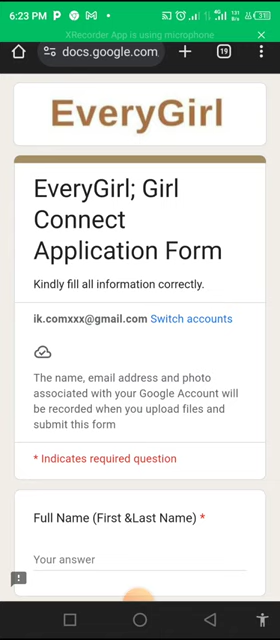 6:23 PM
XRecorder App is using microphone
docs.google.com
19
EveryGirl
EveryGirl; Girl
Connect
Application Form
Kindly fill all information correctly.
ik.comxxx@gmail.com Switch accounts
The name, email address and photo
associated with your Google Account will
be recorded when you upload files and
submit this form
* Indicates required question
Full Name (First &Last Name) *
Your answer